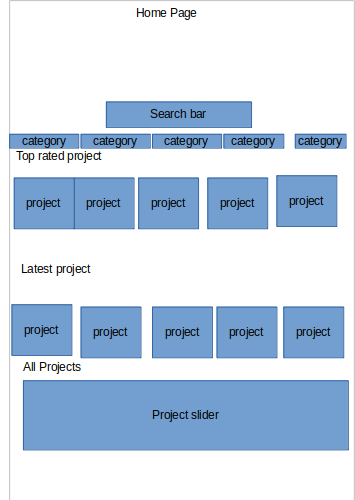 Home Page
Search bar
category category category category category
Top rated project
project project project project project
Latest project
project project project project project
All Projects
Project slider